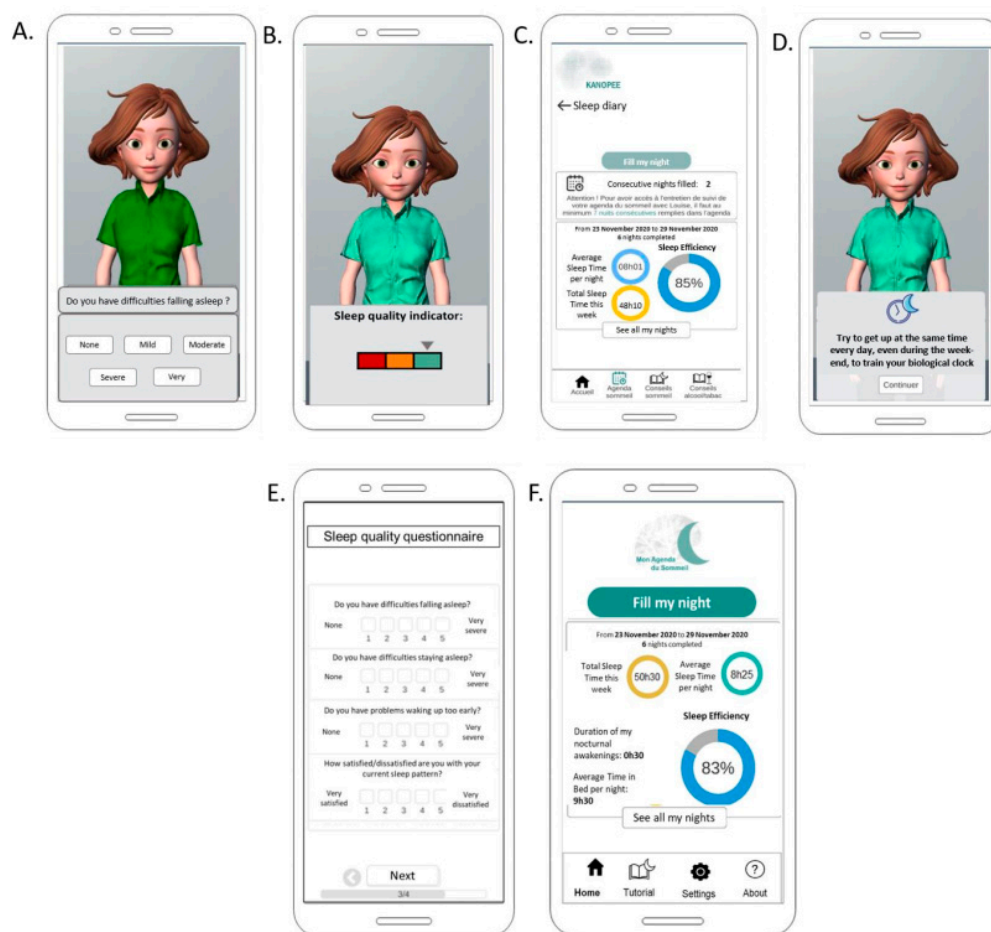 A.
Do you have difficulties falling asleep ?
None Mild Moderate
Severe Very
B.
Sleep quality indicator:
C.
KANOPEE
← Sleep diary
Fill my night
Consecutive nights filled: 2
Attention ! Pour avoir accès à l'entretien de suivi de
votre agenda du sommeil avec Louise, il faut au
minimum 7 nuits consécutives remplies dans l'agenda
From 23 November 2020 to 29 November 2020
6 nights completed
Average
Sleep Time
per night
08h01
Total Sleep
Time this
week
48h10
Sleep Efficiency
85%
See all my nights
Accueil
Agenda
sommeil
Conseils
sommeil
Conseils
alcool/tabac
D.
Try to get up at the same time
every day, even during the week-
end, to train your biological clock
Continuer
E.
Sleep quality questionnaire
Do you have difficulties falling asleep?
None
1 2 3 4 5
Very
severe
Do you have difficulties staying asleep?
None
1 2 3 4 5
Very
severe
Do you have problems waking up too early?
None
1 2 3 4 5
Very
severe
How satisfied/dissatisfied are you with your
current sleep pattern?
Very
satisfied
1 2 3 4 5
Very
dissatisfied
Next
3/4
F.
Mon Agenda
du Sommeil
Fill my night
From 23 November 2020 to 29 November 2020
6 nights completed
Total Sleep
Time this
week
50h30
Average
Sleep Time
per night
8h25
Sleep Efficiency
83%
Duration of my
nocturnal
awakenings: 0h30
Average Time in
Bed per night:
9h30
See all my nights
Home Tutorial Settings About